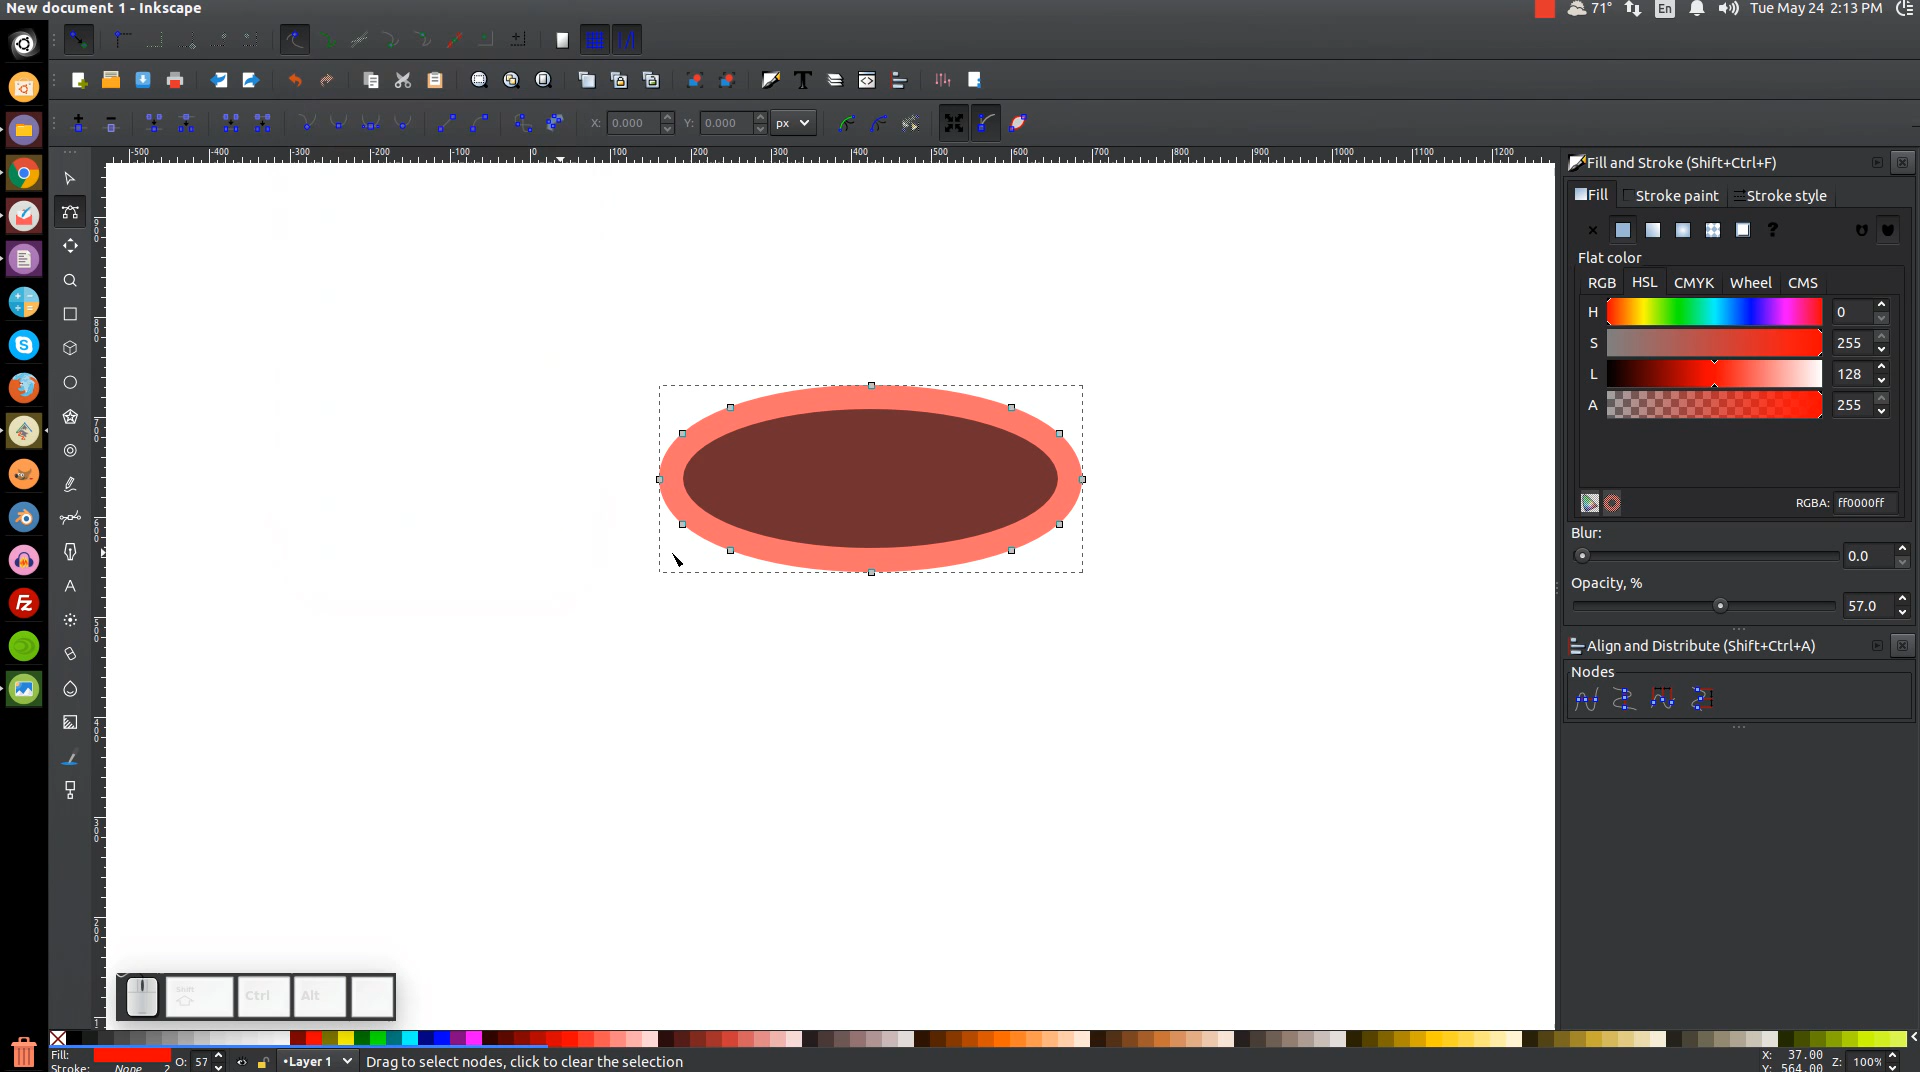 New document 1 - Inkscape
71°
En
Tue May 24 2:13 PM
X: 0.000
Y: 0.000
px
-500 -400 -300 -200 -100 0 100 200 300 400 500 600 700 800 900 1000 1100 1200
Fill and Stroke (Shift+Ctrl+F)
Fill
Stroke paint
Stroke style
?
Flat color
RGB HSL CMYK Wheel CMS
H 0
S 255
L 128
A 255
RGBA: ff0000ff
Blur:
0.0
Opacity, %
57.0
Align and Distribute (Shift+Ctrl+A)
Nodes
Shift
Ctrl
Alt
Fill:
Stroke: None 2
O: 57
•Layer 1
Drag to select nodes, click to clear the selection
X: 37.00
Y: 564.00
Z: 100%